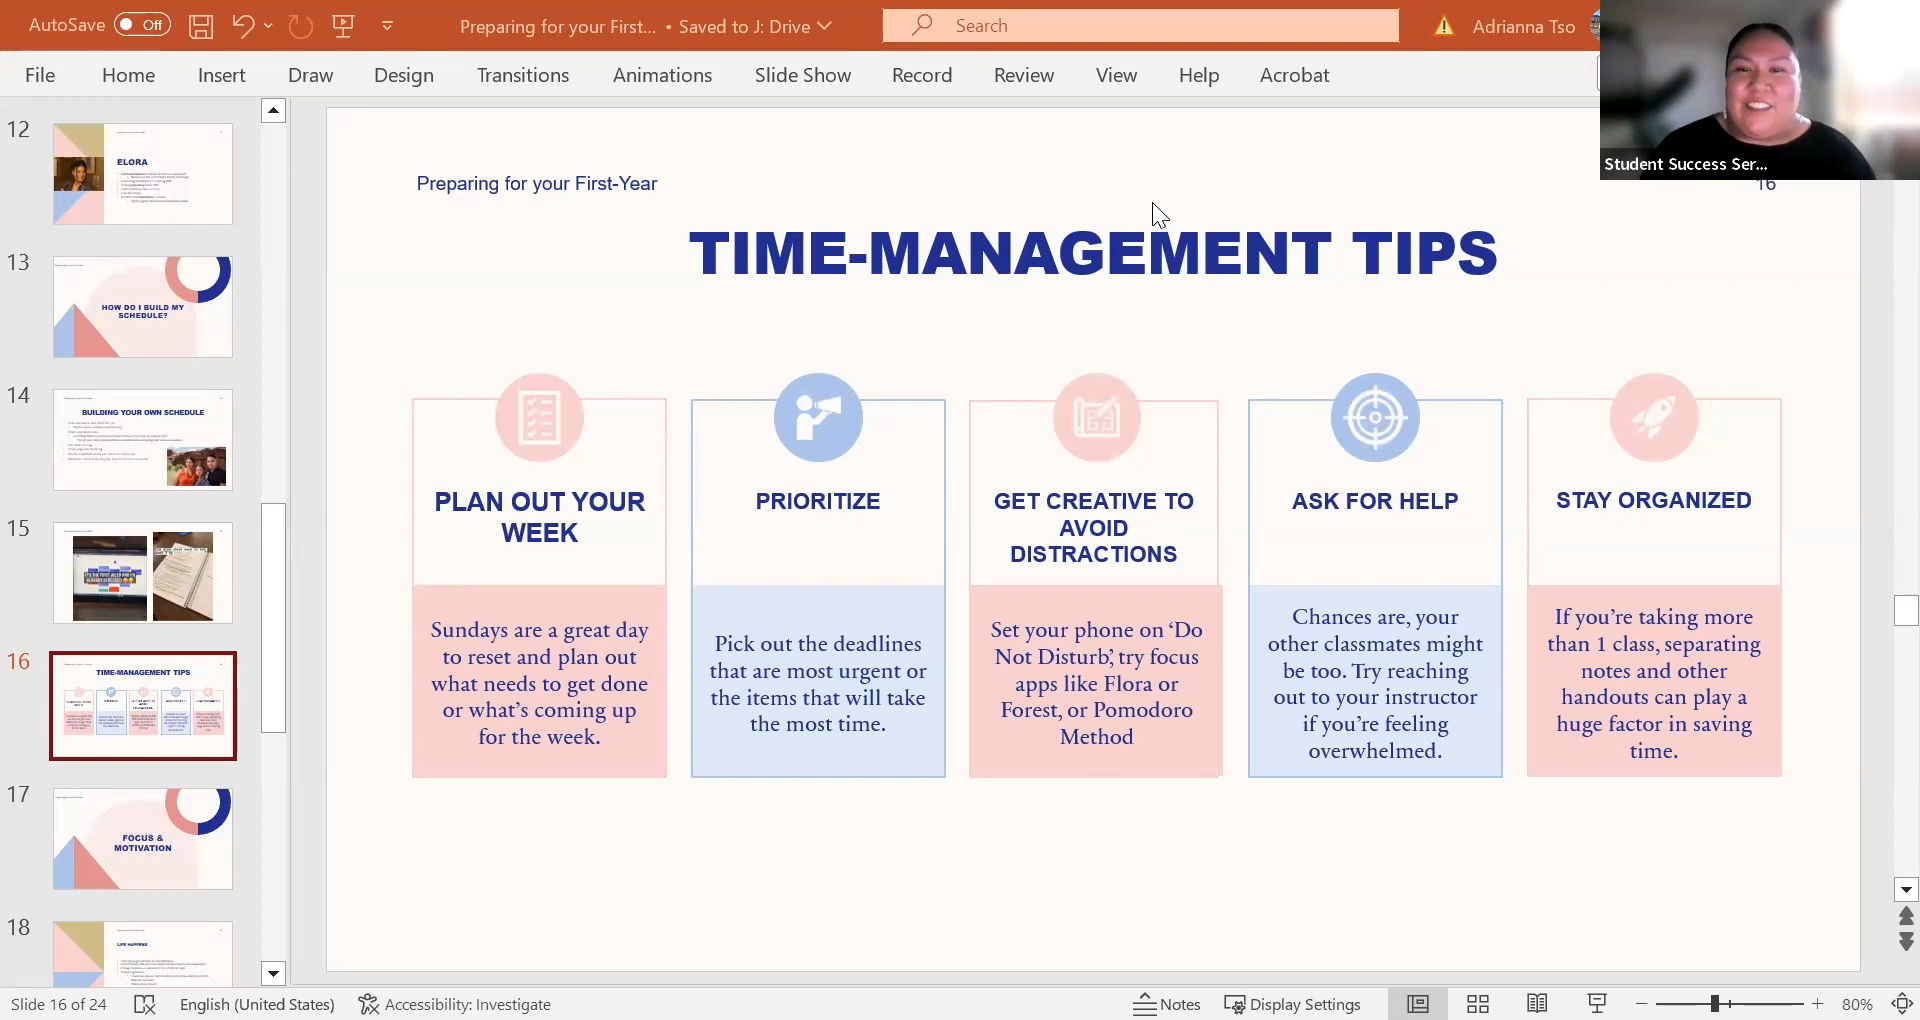 AutoSave Off
Preparing for your First... • Saved to J: Drive
Search
Adrianna Tso
File Home Insert Draw Design Transitions Animations Slide Show Record Review View Help Acrobat
Student Success Ser...
12
ELORA
13
HOW DO I BUILD MY
SCHEDULE?
14
BUILDING YOUR OWN SCHEDULE
15
16
TIME-MANAGEMENT TIPS
17
FOCUS &
MOTIVATION
18
LIFE HAPPENS
Preparing for your First-Year
16
TIME-MANAGEMENT TIPS
PLAN OUT YOUR
WEEK
Sundays are a great day
to reset and plan out
what needs to get done
or what's coming up
for the week.
PRIORITIZE
Pick out the deadlines
that are most urgent or
the items that will take
the most time.
GET CREATIVE TO
AVOID
DISTRACTIONS
Set your phone on ‘Do
Not Disturb’, try focus
apps like Flora or
Forest, or Pomodoro
Method
ASK FOR HELP
Chances are, your
other classmates might
be too. Try reaching
out to your instructor
if you’re feeling
overwhelmed.
STAY ORGANIZED
If you’re taking more
than 1 class, separating
notes and other
handouts can play a
huge factor in saving
time.
Slide 16 of 24
English (United States)
Accessibility: Investigate
Notes
Display Settings
80%